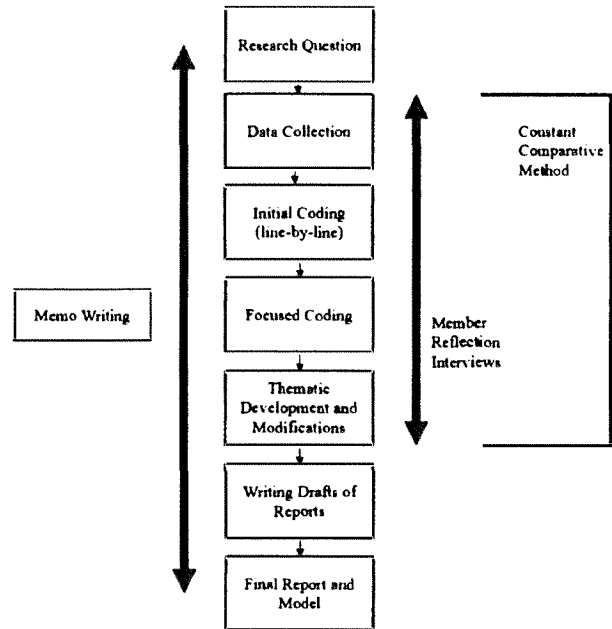 Research Question
Data Collection
Constant
Comparative
Method
Initial Coding
(line-by-line)
Memo Writing
Focused Coding
Member
Reflection
Interviews
Thematic
Development and
Modifications
Writing Drafts of
Reports
Final Report and
Model